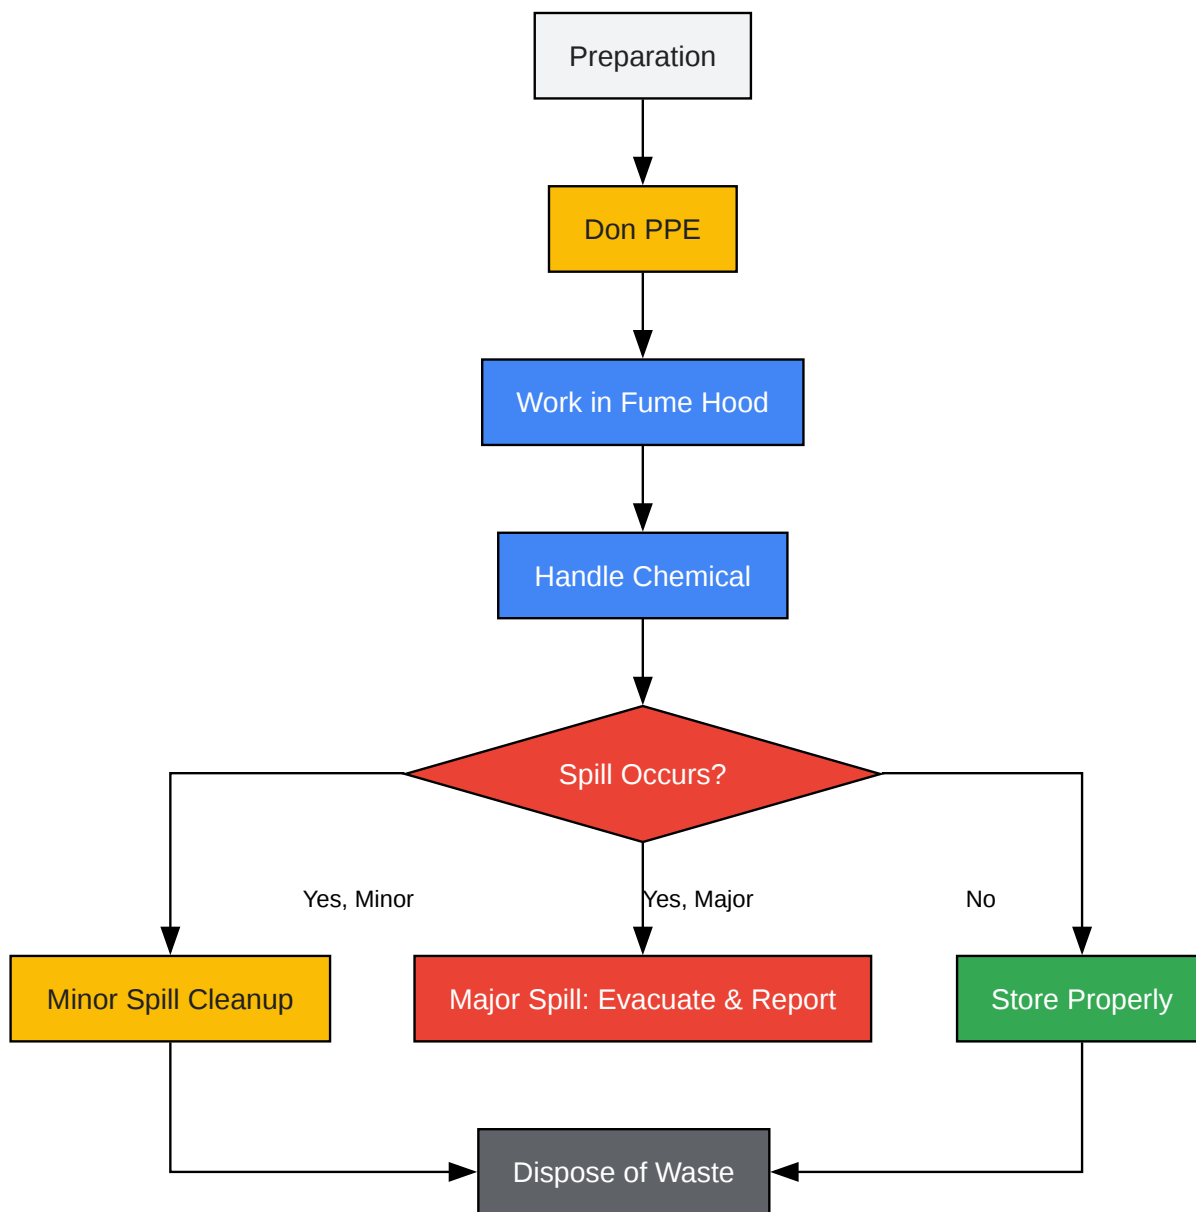 Preparation
Don PPE
Work in Fume Hood
Handle Chemical
Spill Occurs?
Yes, Minor
Yes, Major
No
Minor Spill Cleanup
Major Spill: Evacuate & Report
Store Properly
Dispose of Waste